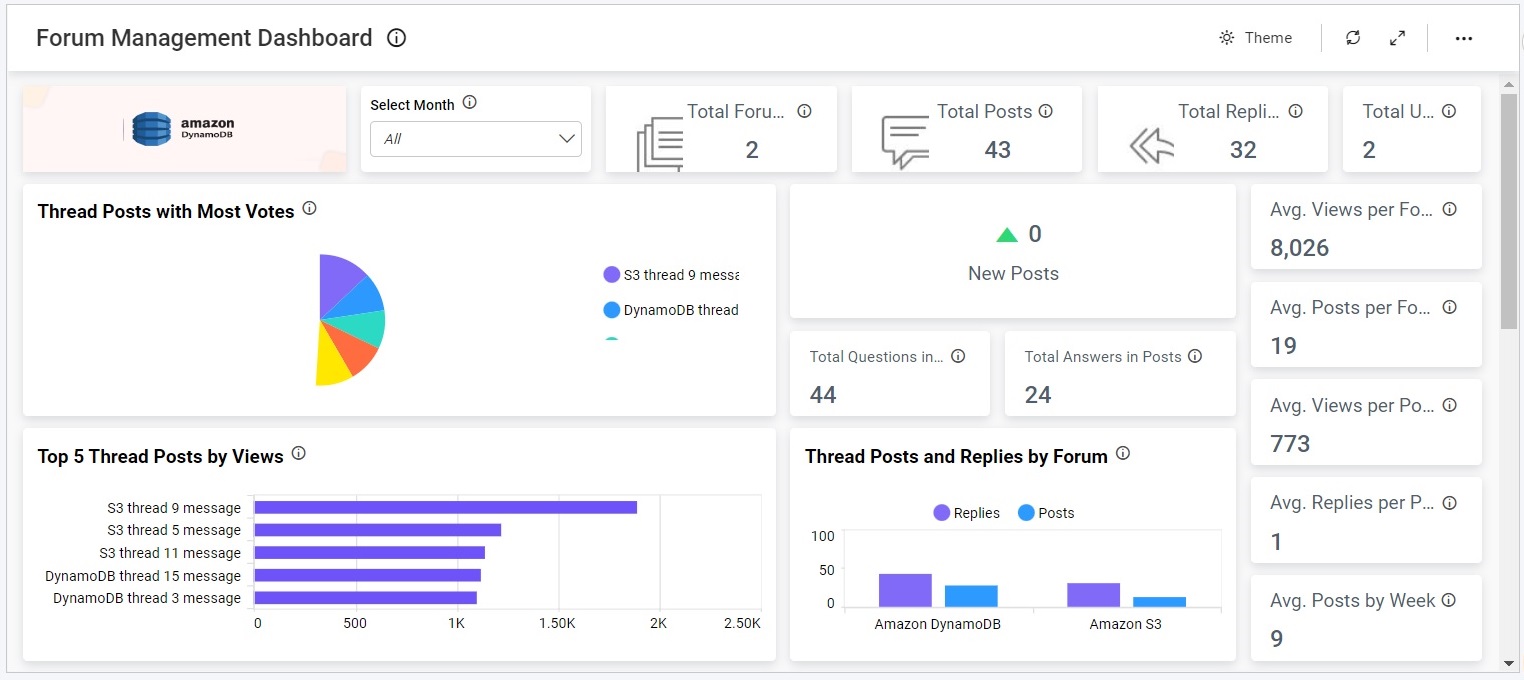 Forum Management Dashboard
Theme
amazon
DynamoDB
Select Month
All
Total Foru...
2
Total Posts
43
Total Repli...
32
Total U...
2
Thread Posts with Most Votes
S3 thread 9 messa
DynamoDB thread
0
New Posts
Total Questions in...
44
Total Answers in Posts
24
Avg. Views per Fo...
8,026
Avg. Posts per Fo...
19
Avg. Views per Po...
773
Avg. Replies per P...
1
Avg. Posts by Week
9
Top 5 Thread Posts by Views
S3 thread 9 message
S3 thread 5 message
S3 thread 11 message
DynamoDB thread 15 message
DynamoDB thread 3 message
0 500 1K 1.50K 2K 2.50K
Thread Posts and Replies by Forum
Replies Posts
100
50
0
Amazon DynamoDB Amazon S3